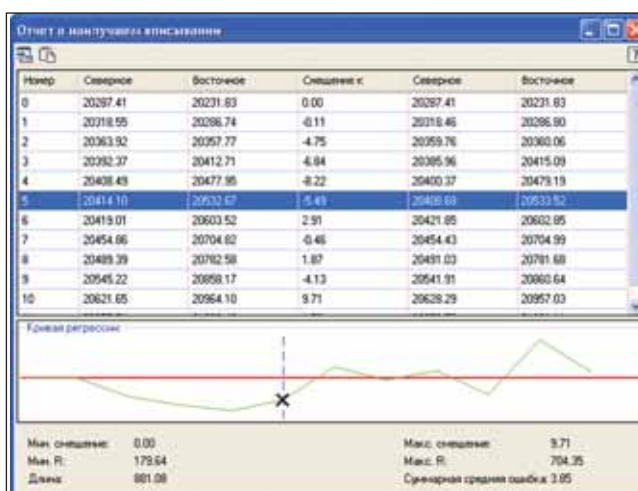 Отчет о наилучшем вписывании
Номер Северное Восточное Смещение к Северное Восточное
0 20287.41 20231.83 0.00 20287.41 20231.83
1 20318.55 20286.74 -0.11 20318.46 20286.80
2 20363.92 20357.77 -4.75 20359.76 20360.06
3 20392.37 20412.71 -6.84 20385.96 20415.09
4 20408.49 20477.95 -8.22 20400.37 20479.19
5 20414.10 20532.67 -5.49 20408.68 20533.52
6 20419.01 20603.52 2.91 20421.85 20602.85
7 20454.86 20704.82 -0.46 20454.43 20704.99
8 20489.39 20782.58 1.87 20491.03 20781.68
9 20545.22 20858.17 -4.13 20541.91 20860.64
10 20621.65 20964.10 9.71 20628.29 20957.03
Кривая регрессии:
Мин. смещение: 0.00 Макс. смещение: 9.71
Мин. R: 179.64 Макс. R: 704.35
Длина: 881.08 Суммарная средняя ошибка: 3.85